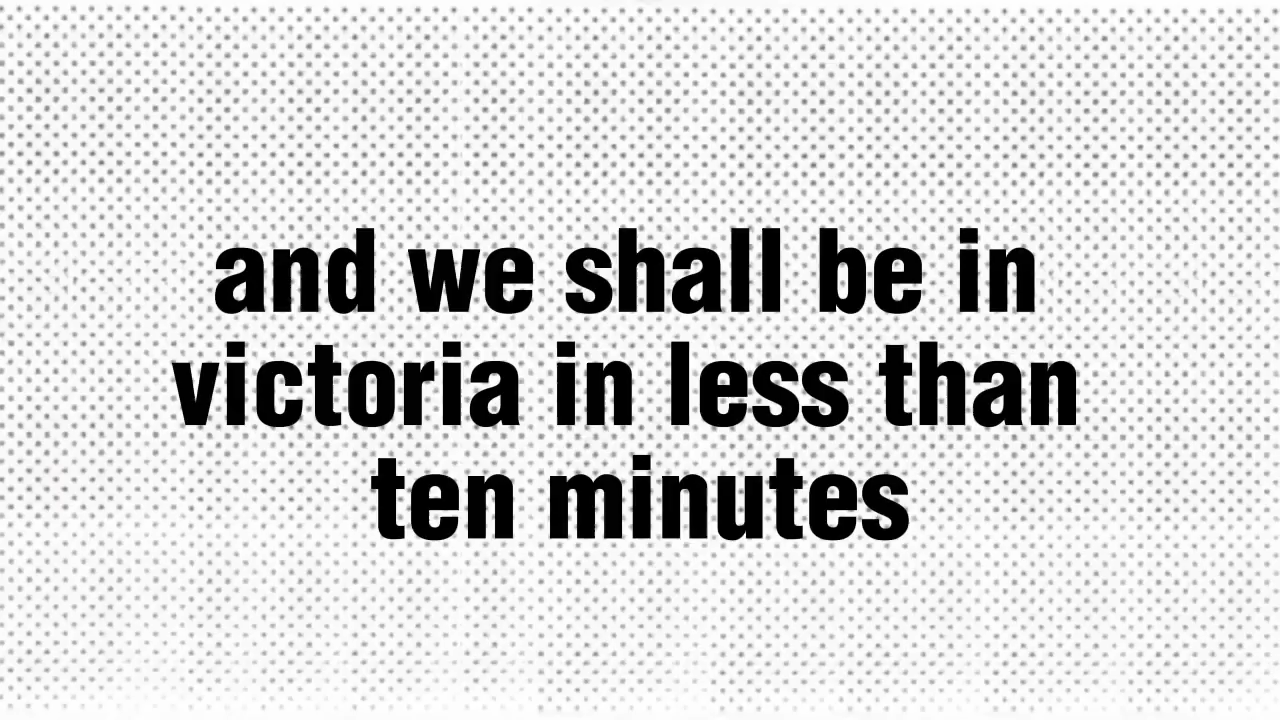 and we shall be in
victoria in less than
ten minutes